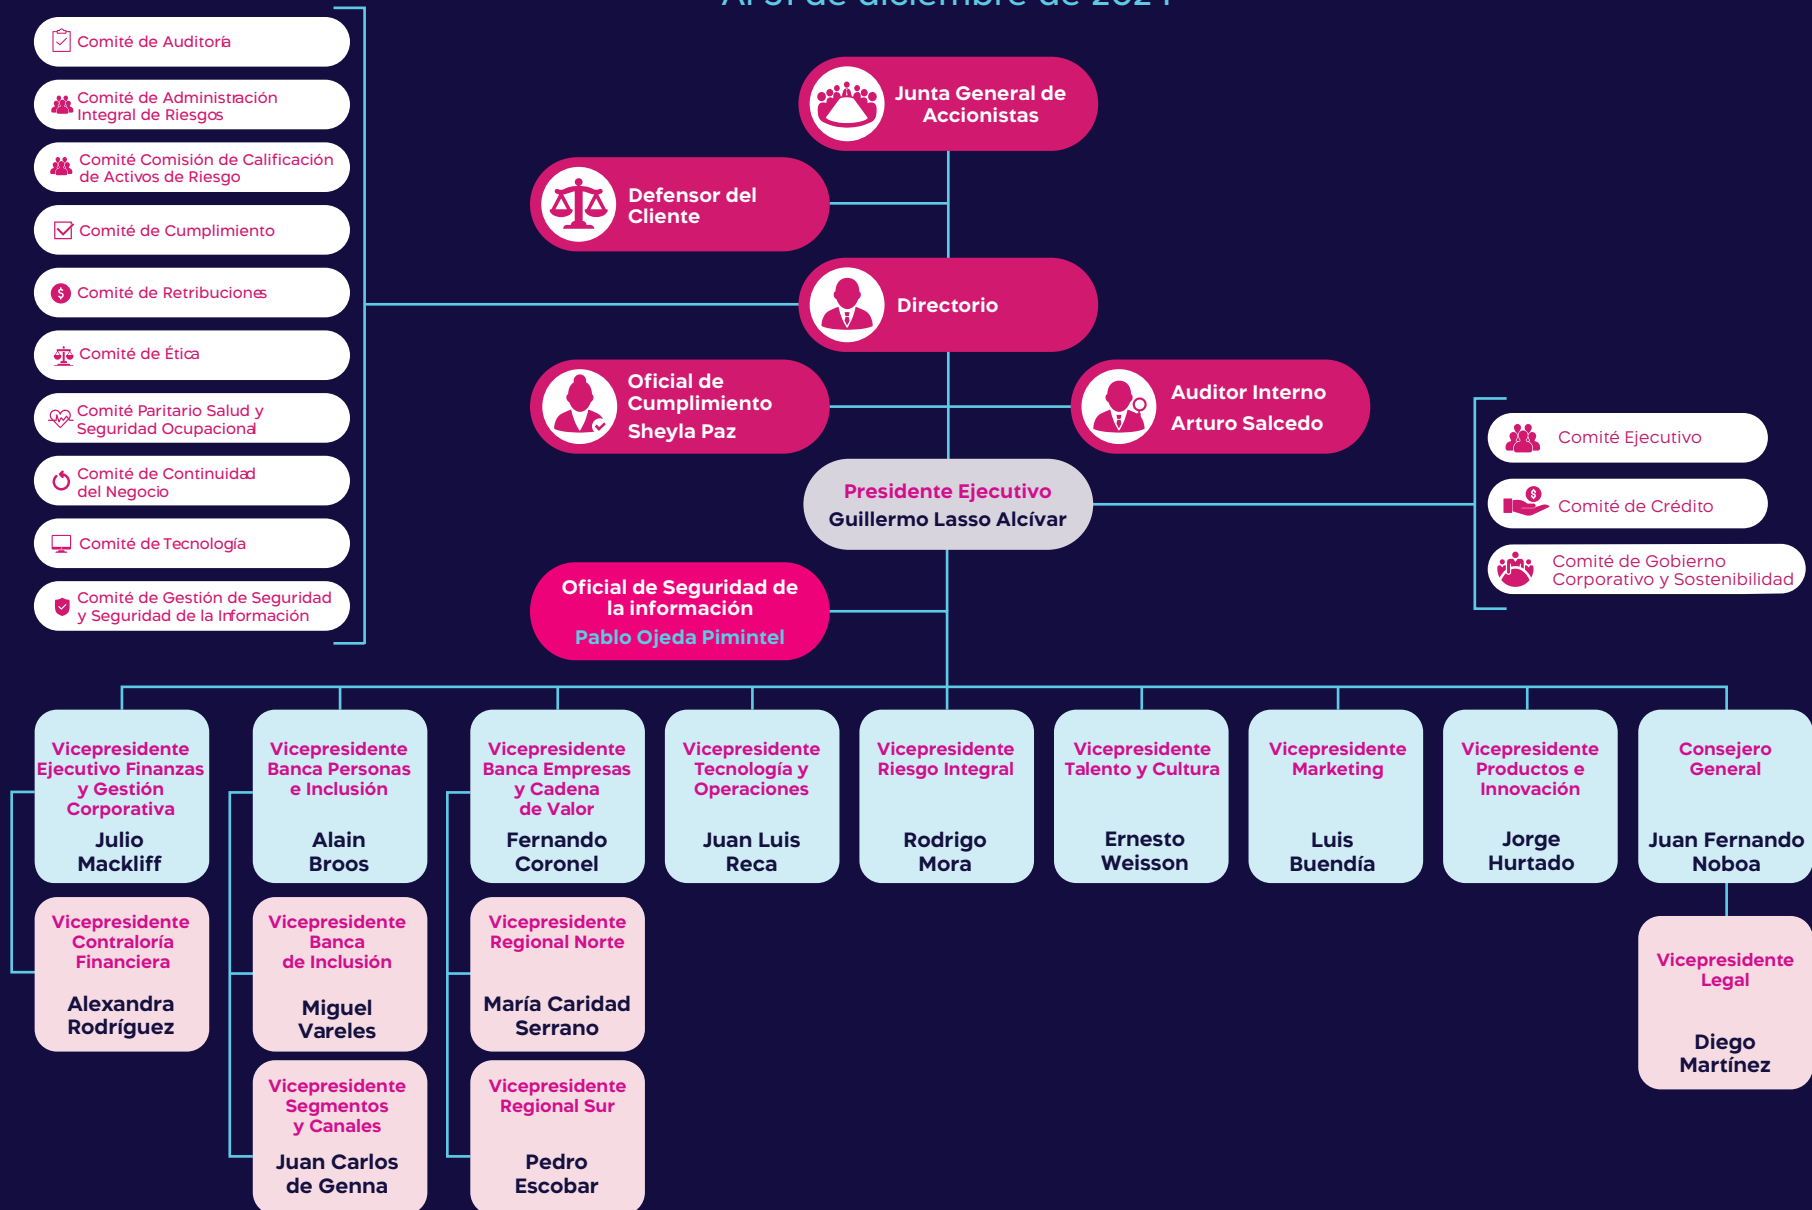 Al 31 de diciembre de 2024
Comité de Auditoría
Comité de Administración
Integral de Riesgos
Comité Comisión de Calificación
de Activos de Riesgo
Comité de Cumplimiento
Comité de Retribuciones
Comité de Ética
Comité Paritario Salud y
Seguridad Ocupacional
Comité de Continuidad
del Negocio
Comité de Tecnología
Comité de Gestión de Seguridad
y Seguridad de la Información
Junta General de
Accionistas
Defensor del
Cliente
Directorio
Oficial de
Cumplimiento
Sheyla Paz
Auditor Interno
Arturo Salcedo
Presidente Ejecutivo
Guillermo Lasso Alcívar
Comité Ejecutivo
Comité de Crédito
Comité de Gobierno
Corporativo y Sostenibilidad
Oficial de Seguridad de
la información
Pablo Ojeda Pimintel
Vicepresidente
Ejecutivo Finanzas
y Gestión
Corporativa
Julio
Mackliff
Vicepresidente
Banca Personas
e Inclusión
Alain
Broos
Vicepresidente
Banca Empresas
y Cadena
de Valor
Fernando
Coronel
Vicepresidente
Tecnología y
Operaciones
Juan Luis
Reca
Vicepresidente
Riesgo Integral
Rodrigo
Mora
Vicepresidente
Talento y Cultura
Ernesto
Weisson
Vicepresidente
Marketing
Luis
Buendía
Vicepresidente
Productos e
Innovación
Jorge
Hurtado
Consejero
General
Juan Fernando
Noboa
Vicepresidente
Contraloría
Financiera
Alexandra
Rodríguez
Vicepresidente
Banca
de Inclusión
Miguel
Vareles
Vicepresidente
Regional Norte
María Caridad
Serrano
Vicepresidente
Legal
Diego
Martínez
Vicepresidente
Segmentos
y Canales
Juan Carlos
de Genna
Vicepresidente
Regional Sur
Pedro
Escobar